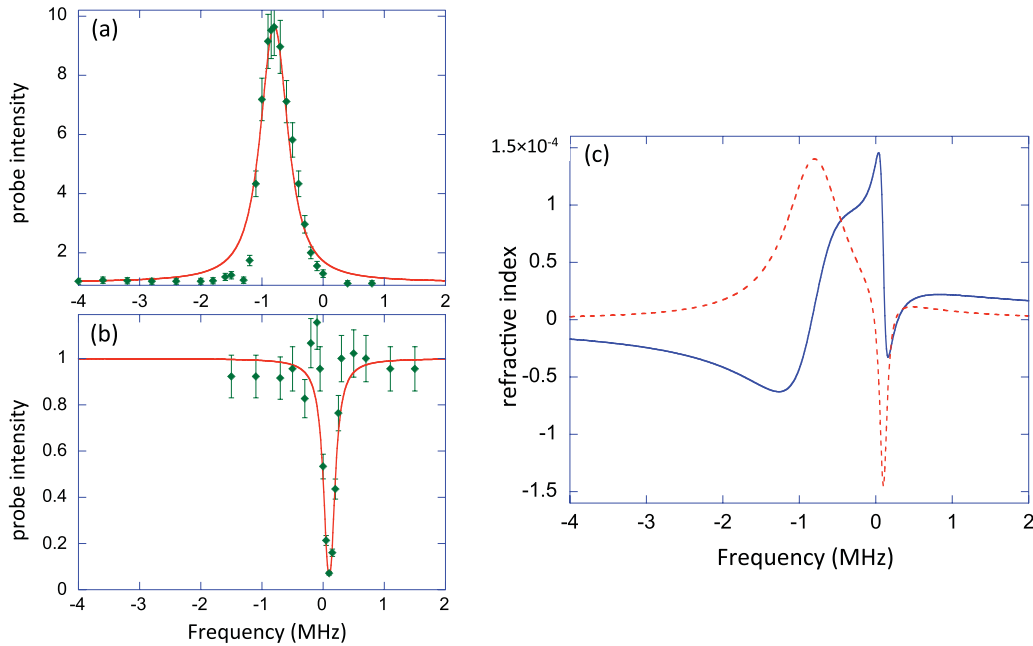 (a)
probe intensity
10
8
6
4
2
-4 -3 -2 -1 0 1 2
(b)
probe intensity
1
0.8
0.6
0.4
0.2
0
-4 -3 -2 -1 0 1 2
Frequency (MHz)
(c)
refractive index
1.5×10⁻⁴
1
0.5
0
-0.5
-1
-1.5
-4 -3 -2 -1 0 1 2
Frequency (MHz)